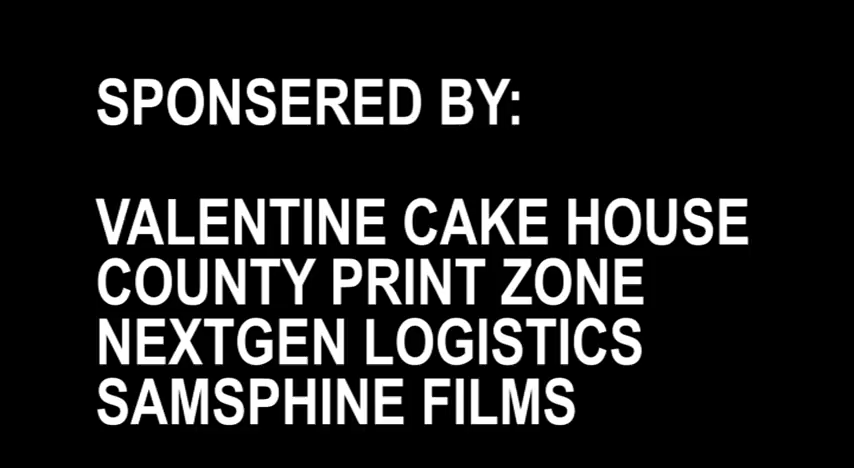 SPONSERED BY:
VALENTINE CAKE HOUSE
COUNTY PRINT ZONE
NEXTGEN LOGISTICS
SAMSPHINE FILMS